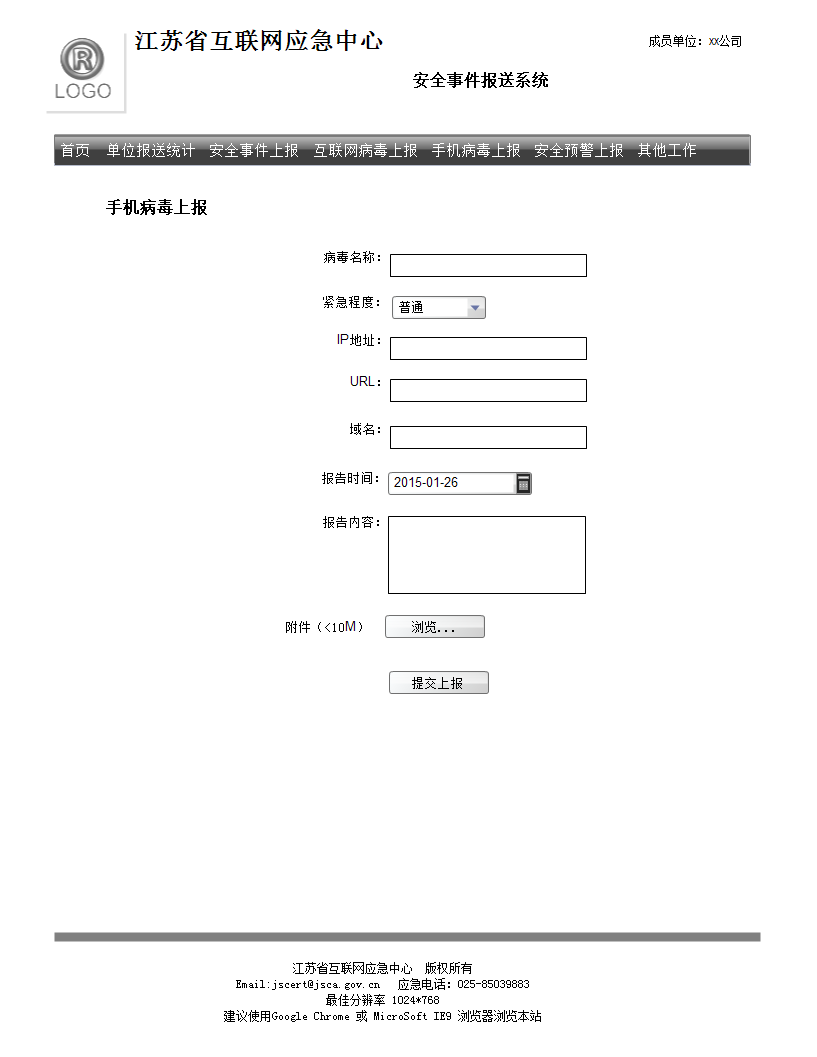 江苏省互联网应急中心
成员单位：xx公司
® LOGO
安全事件报送系统
首页 单位报送统计 安全事件上报 互联网病毒上报 手机病毒上报 安全预警上报 其他工作
手机病毒上报
病毒名称：
紧急程度： 普通
IP地址：
URL：
域名：
报告时间： 2015-01-26
报告内容：
附件（<10M） 浏览...
提交上报
江苏省互联网应急中心 版权所有
Email:jscert@jsca.gov.cn 应急电话：025-85039883
最佳分辨率 1024*768
建议使用Google Chrome 或 MicroSoft IE9 浏览器浏览本站